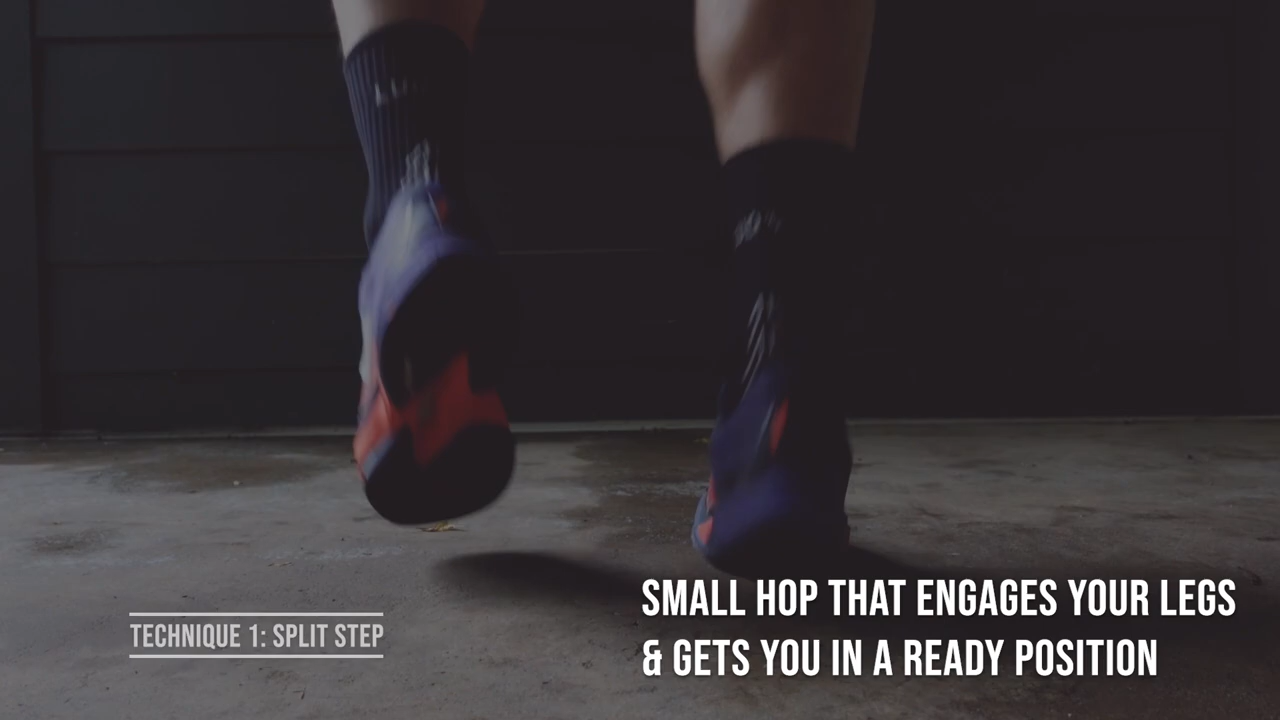 TECHNIQUE 1: SPLIT STEP
SMALL HOP THAT ENGAGES YOUR LEGS
& GETS YOU IN A READY POSITION